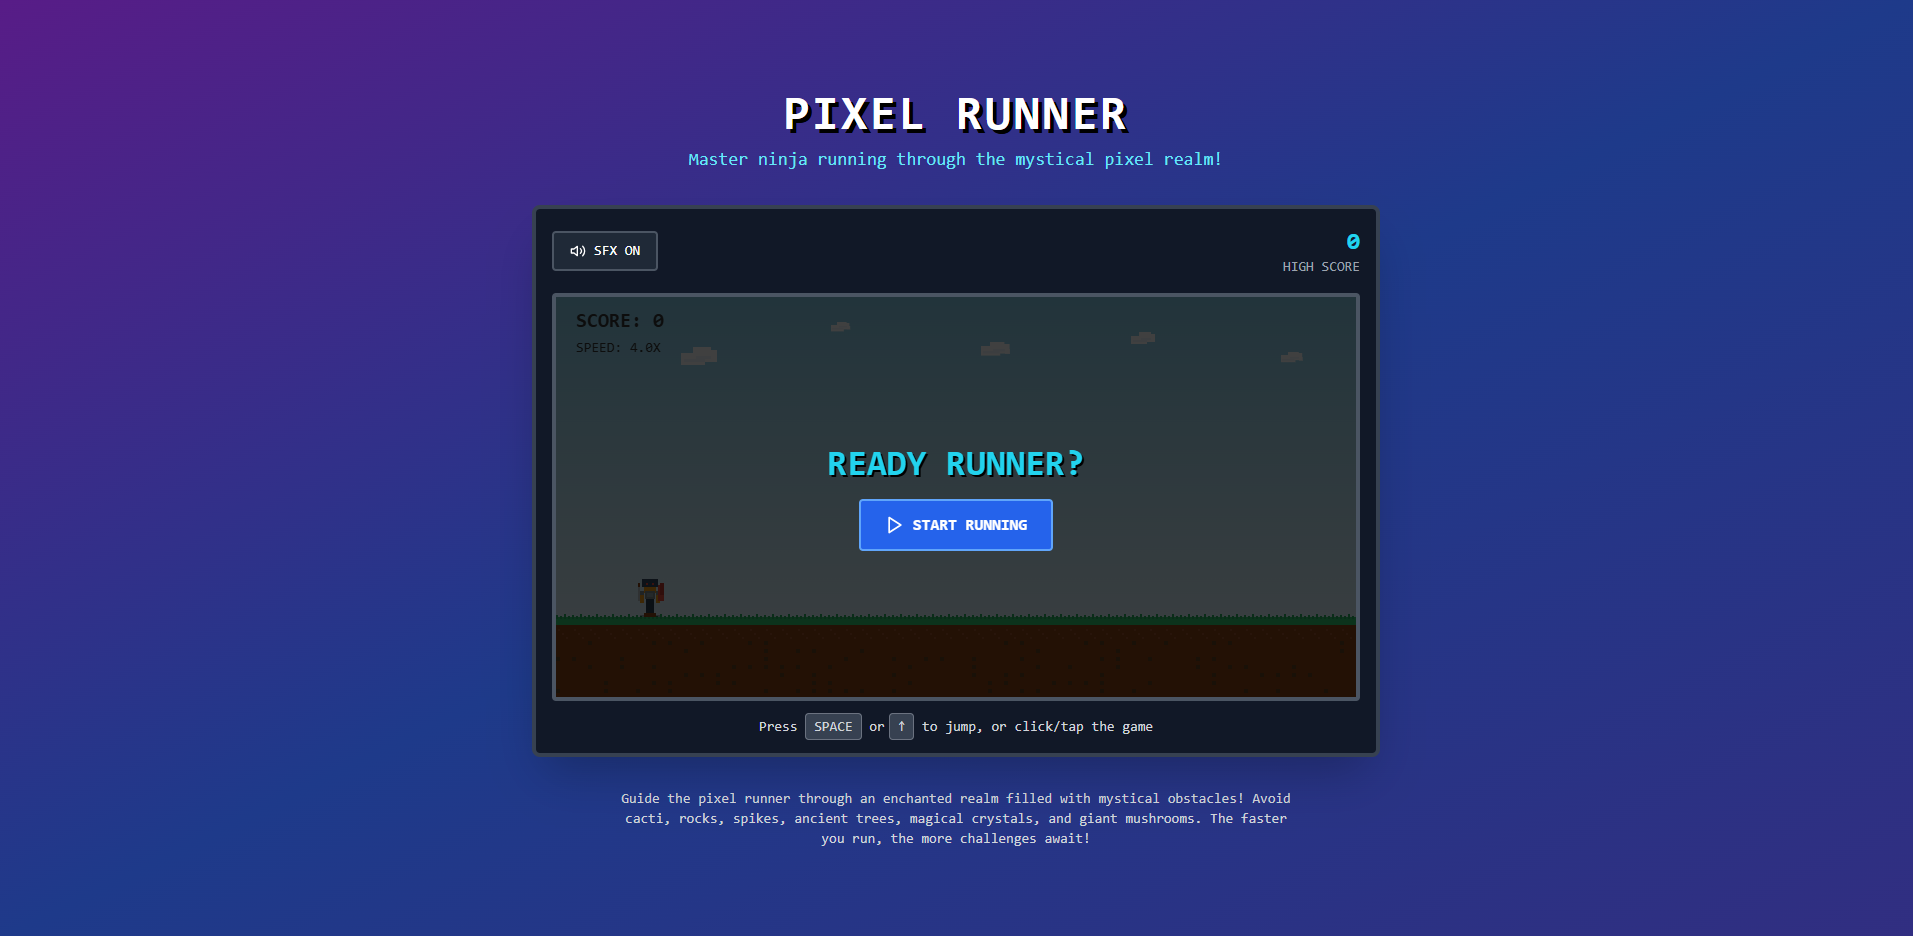 PIXEL RUNNER
Master ninja running through the mystical pixel realm!
SFX ON
0
HIGH SCORE
SCORE: 0
SPEED: 4.0X
READY RUNNER?
START RUNNING
Press SPACE or ↑ to jump, or click/tap the game
Guide the pixel runner through an enchanted realm filled with mystical obstacles! Avoid
cacti, rocks, spikes, ancient trees, magical crystals, and giant mushrooms. The faster
you run, the more challenges await!